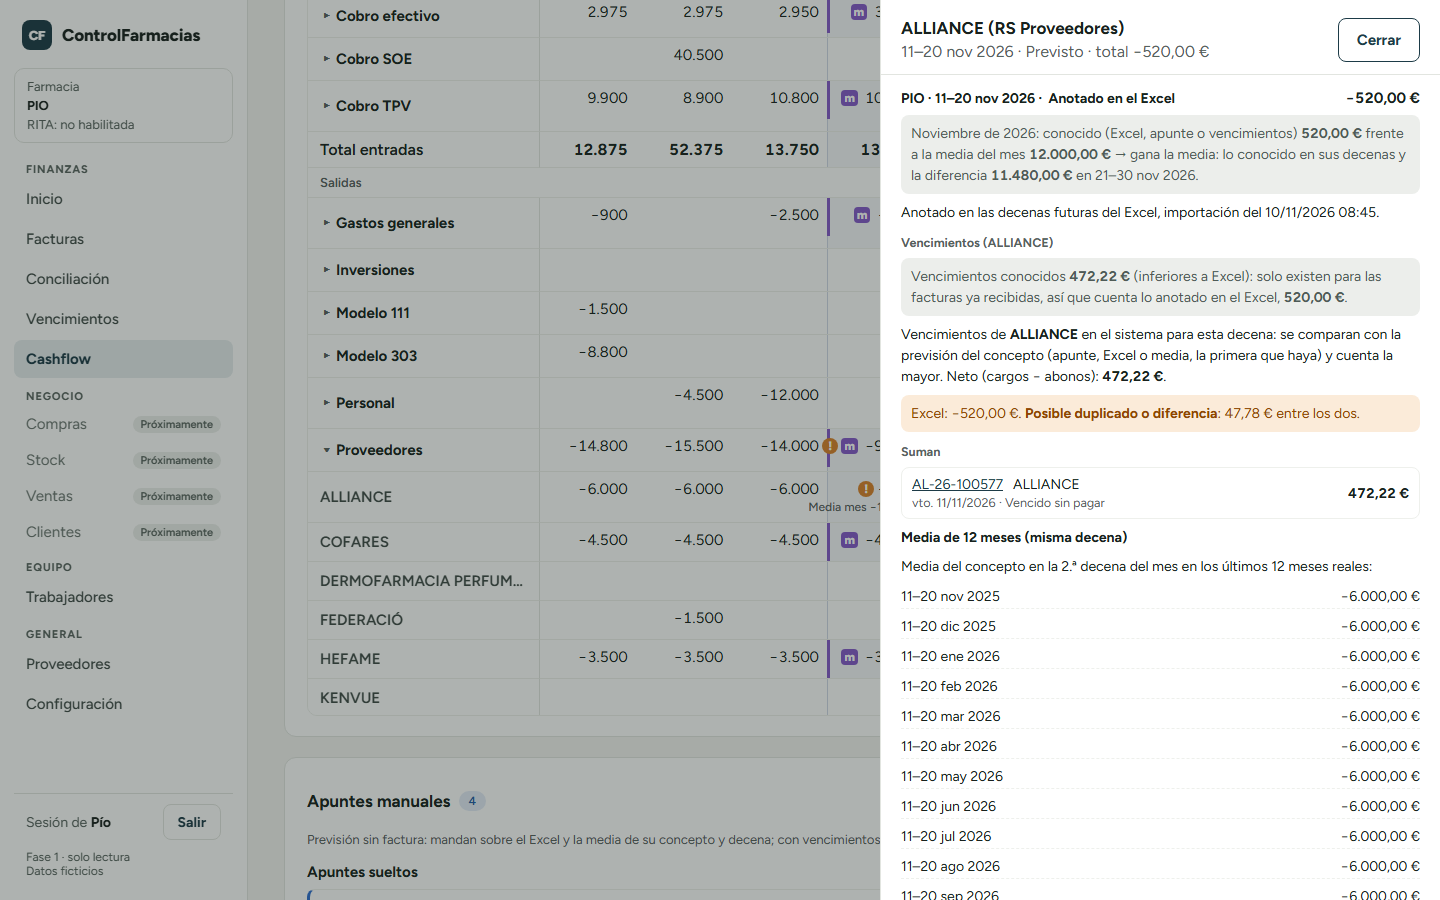 CF ControlFarmacias
Farmacia
PIO
RITA: no habilitada
FINANZAS
Inicio
Facturas
Conciliación
Vencimientos
Cashflow
NEGOCIO
Compras Próximamente
Stock Próximamente
Ventas Próximamente
Clientes Próximamente
EQUIPO
Trabajadores
GENERAL
Proveedores
Configuración
Sesión de Pío Salir
Fase 1 · solo lectura
Datos ficticios
Cobro efectivo 2.975 2.975 2.950 m
Cobro SOE 40.500
Cobro TPV 9.900 8.900 10.800 m 10
Total entradas 12.875 52.375 13.750 13
Salidas
Gastos generales −900 −2.500 m
Inversiones
Modelo 111 −1.500
Modelo 303 −8.800
Personal −4.500 −12.000
Proveedores −14.800 −15.500 −14.000 ! m −9
ALLIANCE −6.000 −6.000 −6.000 !
Media mes −1
COFARES −4.500 −4.500 −4.500 m −4
DERMOFARMACIA PERFUM...
FEDERACIÓ −1.500
HEFAME −3.500 −3.500 −3.500 m −3
KENVUE
Apuntes manuales 4
Previsión sin factura: mandan sobre el Excel y la media de su concepto y decena; con vencimientos
Apuntes sueltos
ALLIANCE (RS Proveedores)
11–20 nov 2026 · Previsto · total −520,00 €
Cerrar
PIO · 11–20 nov 2026 · Anotado en el Excel −520,00 €
Noviembre de 2026: conocido (Excel, apunte o vencimientos) 520,00 € frente
a la media del mes 12.000,00 € → gana la media: lo conocido en sus decenas y
la diferencia 11.480,00 € en 21–30 nov 2026.
Anotado en las decenas futuras del Excel, importación del 10/11/2026 08:45.
Vencimientos (ALLIANCE)
Vencimientos conocidos 472,22 € (inferiores a Excel): solo existen para las
facturas ya recibidas, así que cuenta lo anotado en el Excel, 520,00 €.
Vencimientos de ALLIANCE en el sistema para esta decena: se comparan con la
previsión del concepto (apunte, Excel o media, la primera que haya) y cuenta la
mayor. Neto (cargos − abonos): 472,22 €.
Excel: −520,00 €. Posible duplicado o diferencia: 47,78 € entre los dos.
Suman
AL-26-100577 ALLIANCE 472,22 €
vto. 11/11/2026 · Vencido sin pagar
Media de 12 meses (misma decena)
Media del concepto en la 2.ª decena del mes en los últimos 12 meses reales:
11–20 nov 2025 −6.000,00 €
11–20 dic 2025 −6.000,00 €
11–20 ene 2026 −6.000,00 €
11–20 feb 2026 −6.000,00 €
11–20 mar 2026 −6.000,00 €
11–20 abr 2026 −6.000,00 €
11–20 may 2026 −6.000,00 €
11–20 jun 2026 −6.000,00 €
11–20 jul 2026 −6.000,00 €
11–20 ago 2026 −6.000,00 €
11–20 sep 2026 −6.000,00 €